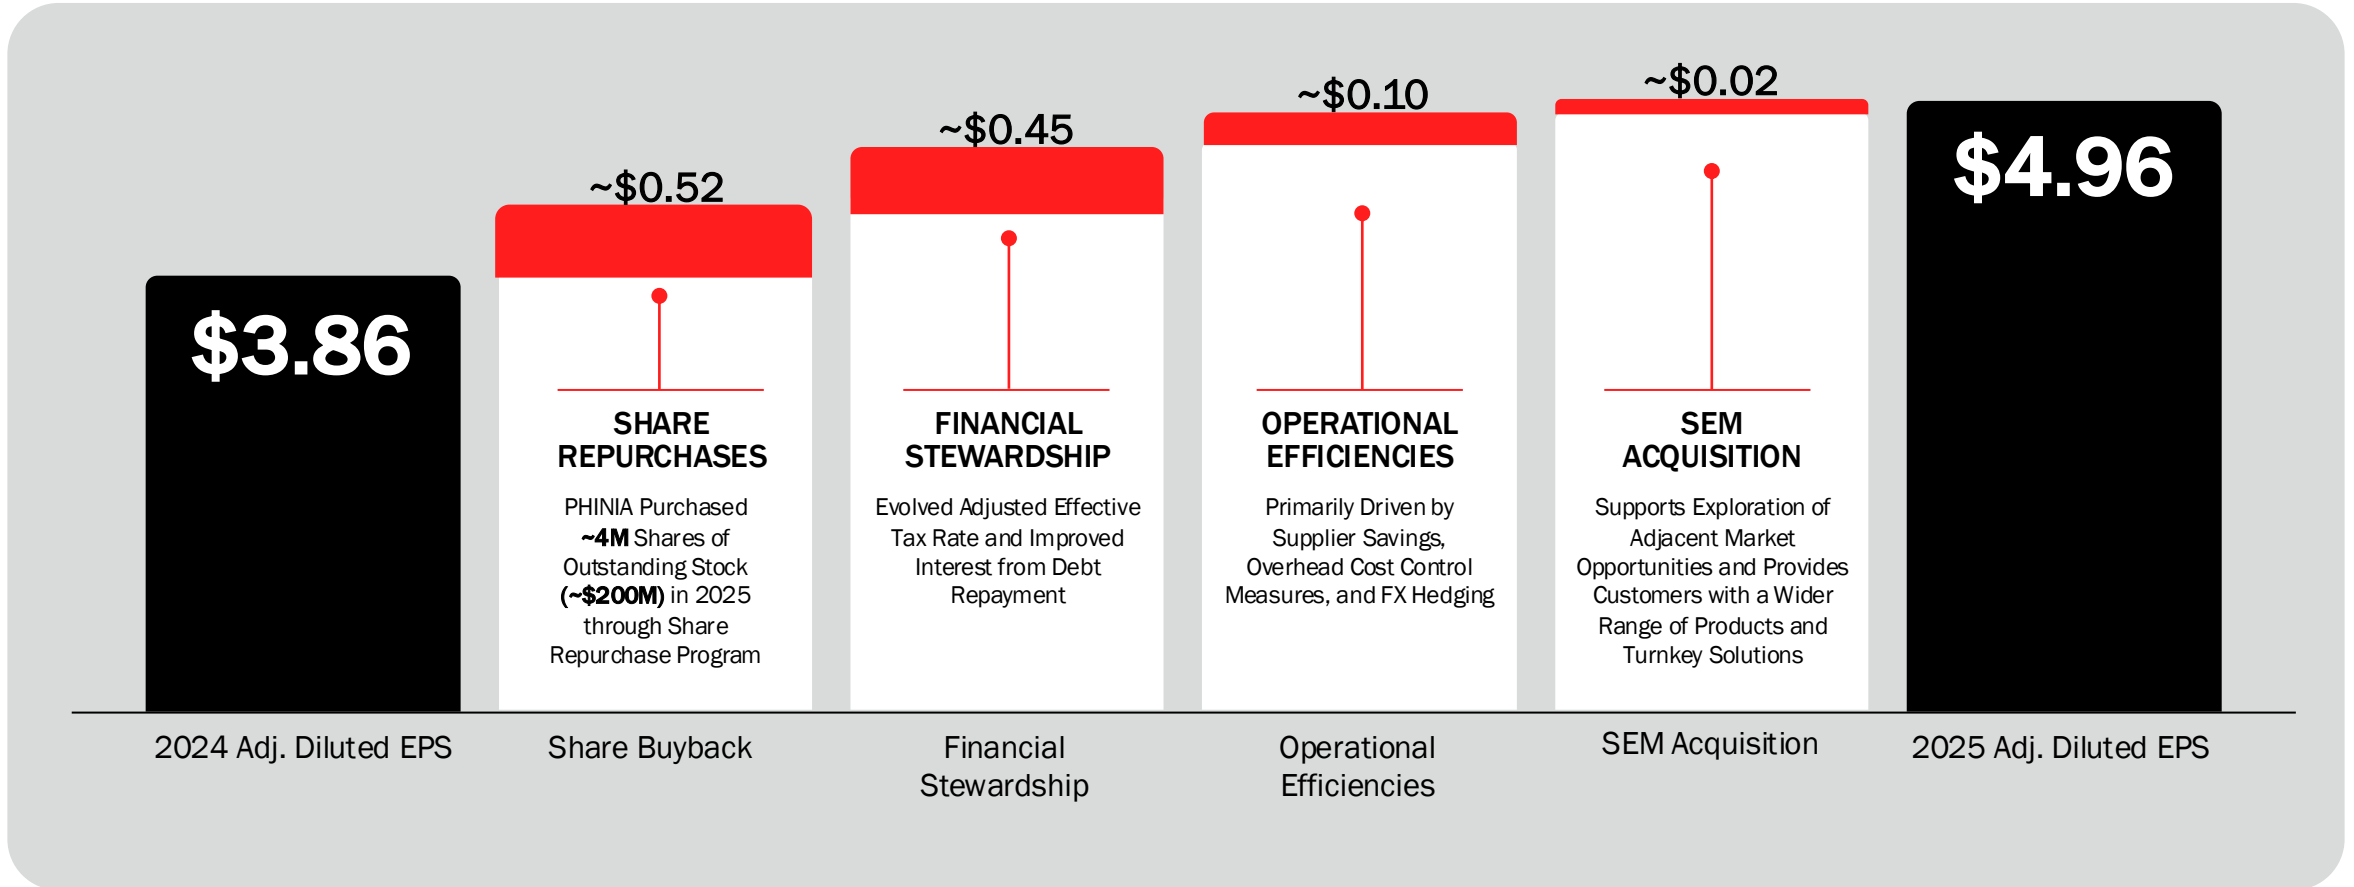 $3.86
2024 Adj. Diluted EPS
~$0.52
SHARE
REPURCHASES
PHINIA Purchased
~4M Shares of
Outstanding Stock
(~$200M) in 2025
through Share
Repurchase Program
Share Buyback
~$0.45
FINANCIAL
STEWARDSHIP
Evolved Adjusted Effective
Tax Rate and Improved
Interest from Debt
Repayment
Financial
Stewardship
~$0.10
OPERATIONAL
EFFICIENCIES
Primarily Driven by
Supplier Savings,
Overhead Cost Control
Measures, and FX Hedging
Operational
Efficiencies
~$0.02
SEM
ACQUISITION
Supports Exploration of
Adjacent Market
Opportunities and Provides
Customers with a Wider
Range of Products and
Turnkey Solutions
SEM Acquisition
$4.96
2025 Adj. Diluted EPS